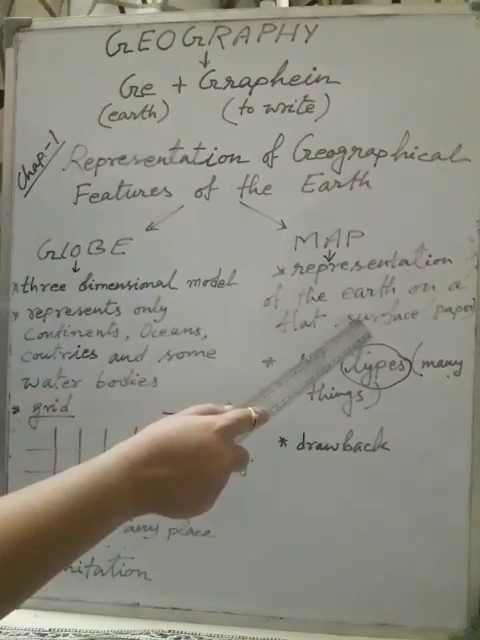 GEOGRAPHY
Ge + Graphein
(earth) (to write)
Chap-1
Representation of Geographical
Features of the Earth
GlOBE
* three dimensional model
* represents only
Continents, Oceans,
coutries and some
water bodies
* grid
any place
MAP
* representation
of the earth on a
flat surface (paper)
* types (many
things)
* drawback